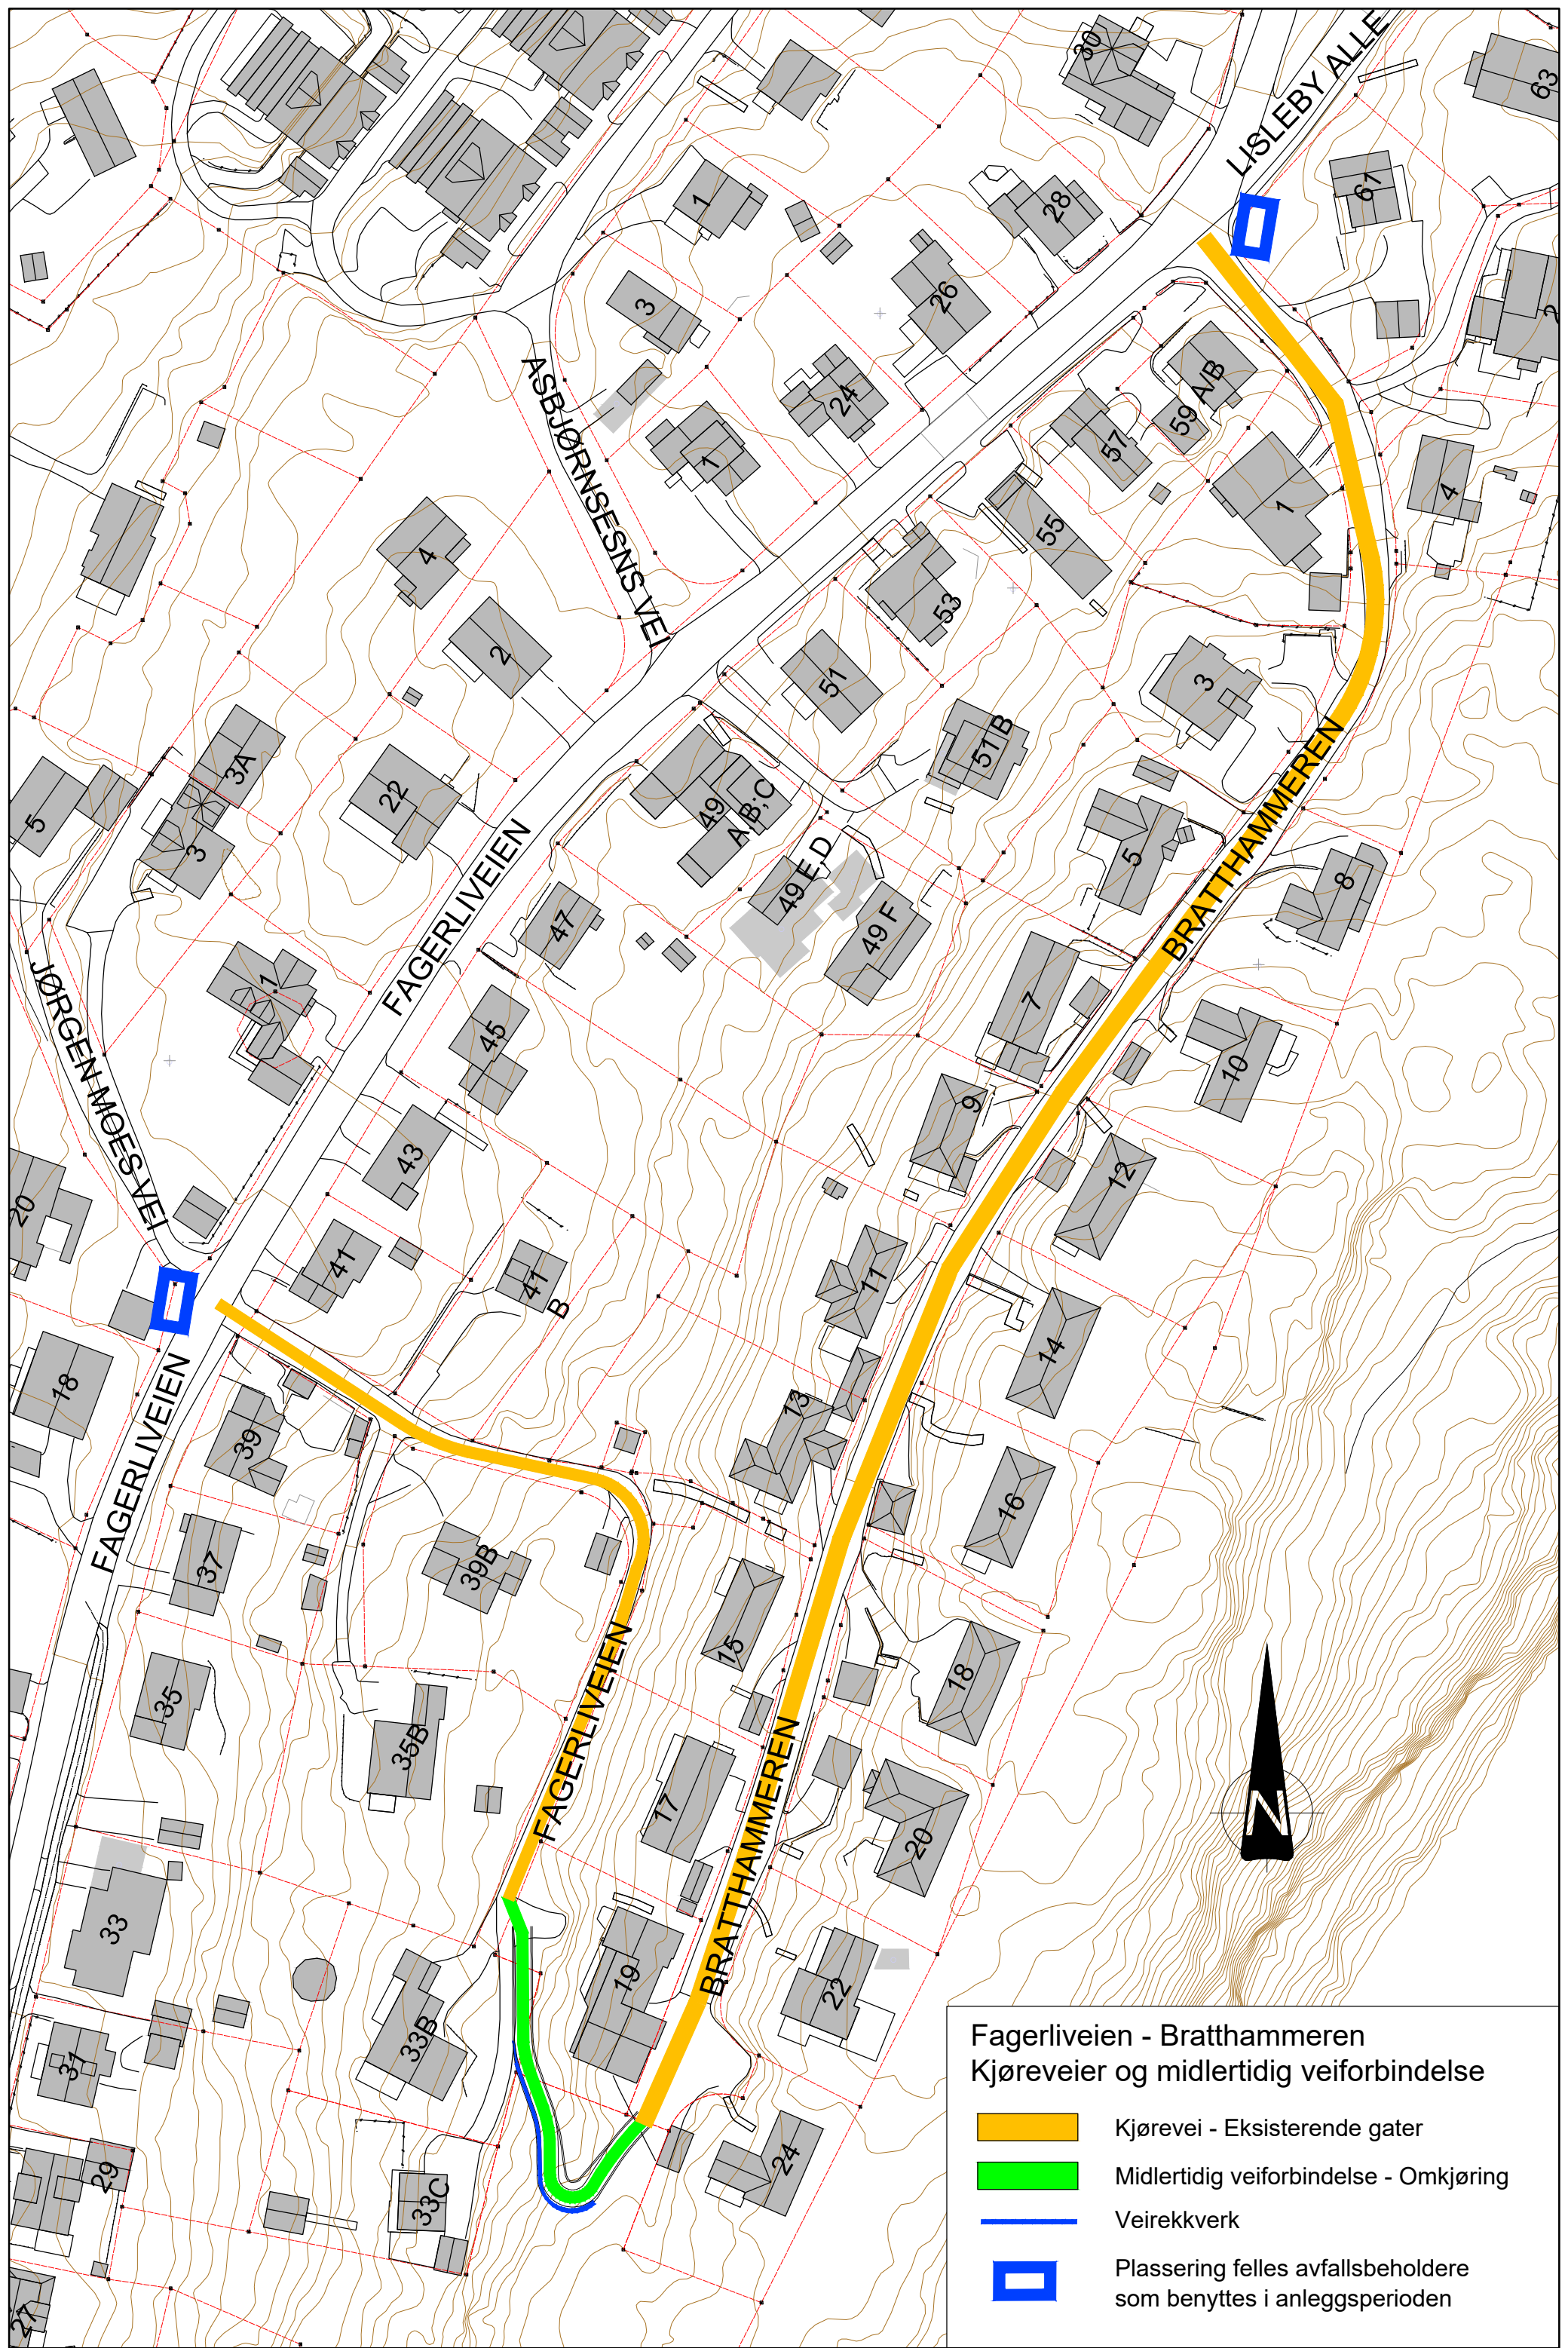 30
LISLEBY ALLE
63
61
1
28
3
26
2
24
59 A/B
ASBJØRNSESNS VEI
57
1
4
1
55
4
53
2
51
3
51 B
BRATTHAMMEREN
3A
22
49
A,B,C
5
3
FAGERLIVEIEN
49 E,D
5
8
47
49 F
1
JØRGEN MOES VEI
45
7
10
9
43
12
20
41
41
B
11
14
18
FAGERLIVEIEN
39
13
16
37
39B
15
18
35
35B
FAGERLIVEIEN
17
BRATTHAMMEREN
20
N
33
19
22
33B
31
29
33C
24
27
Fagerliveien - Bratthammeren
Kjøreveier og midlertidig veiforbindelse
Kjørevei - Eksisterende gater
Midlertidig veiforbindelse - Omkjøring
Veirekkverk
Plassering felles avfallsbeholdere
som benyttes i anleggsperioden